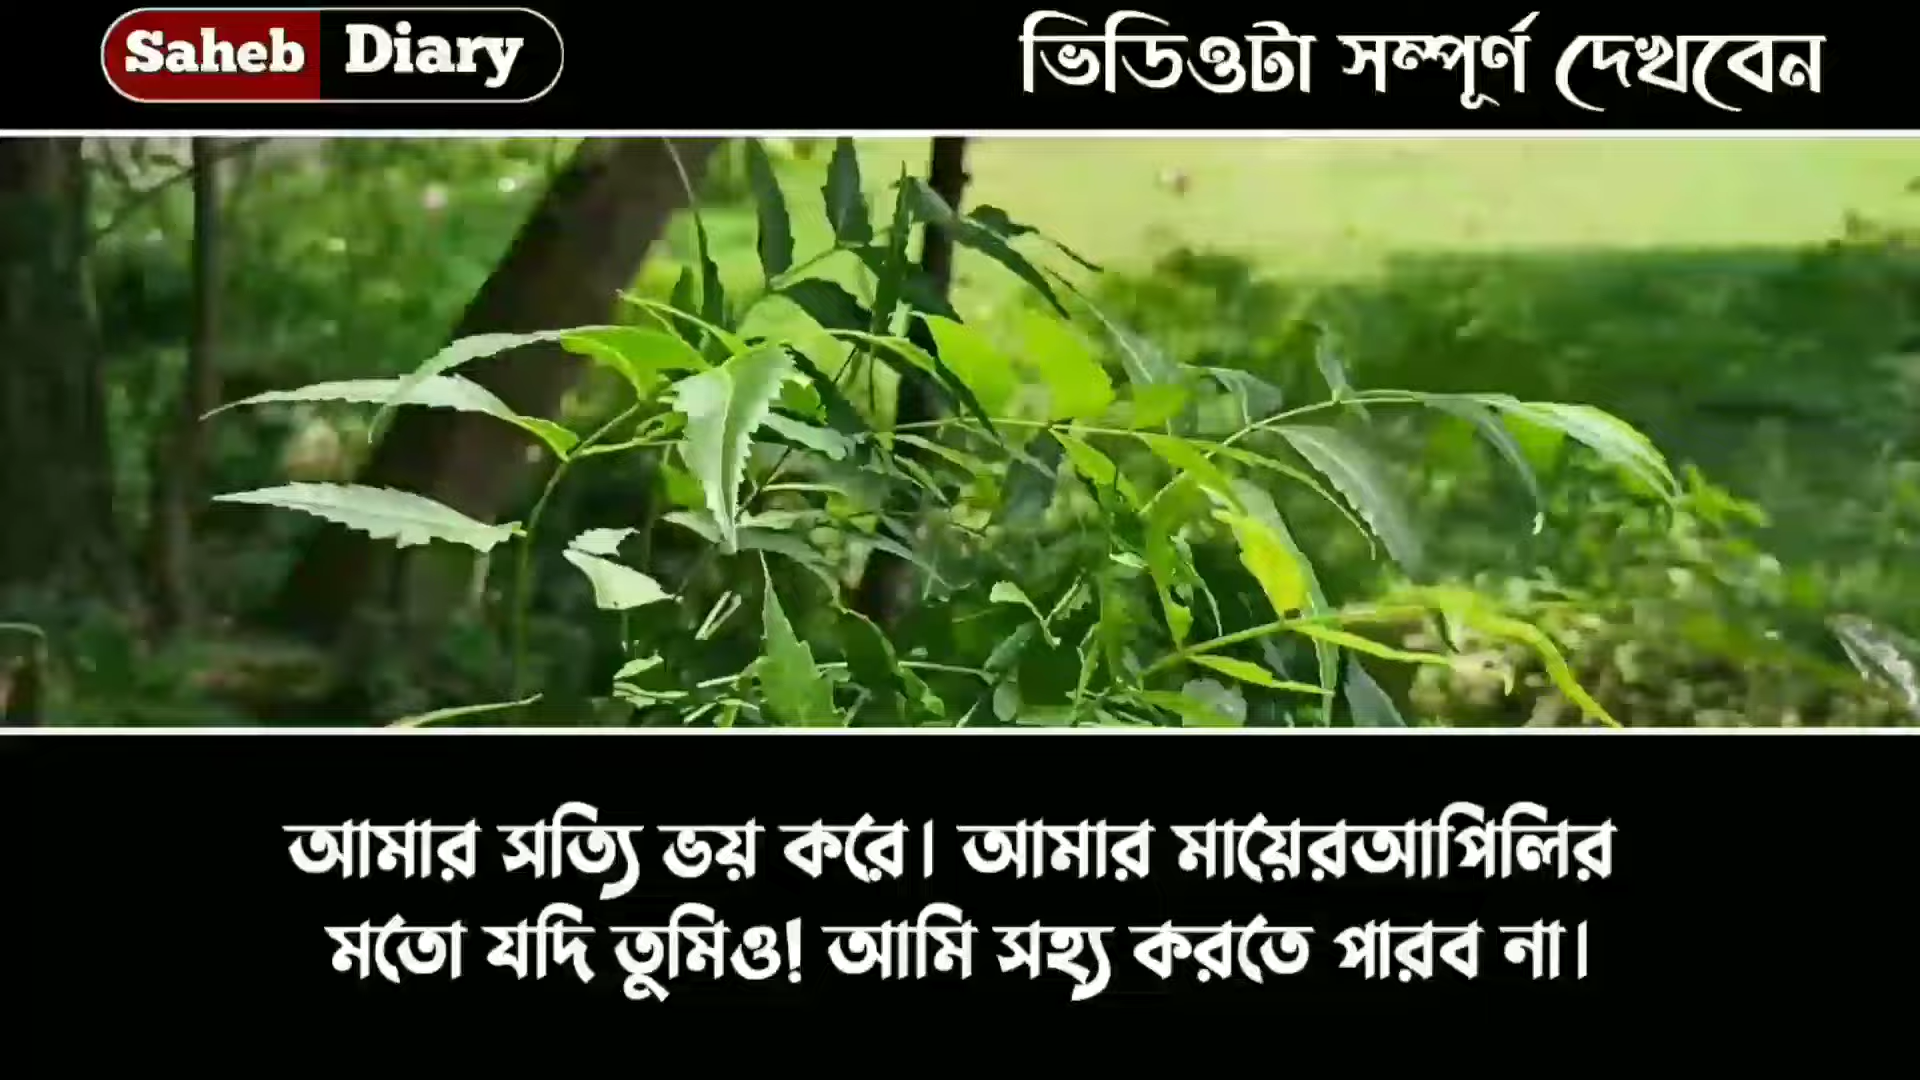 Saheb Diary
ভিডিওটা সম্পূর্ণ দেখবেন
আমার সত্যি ভয় করে। আমার মায়েরআপিলির
মতো যদি তুমিও! আমি সহ্য করতে পারব না।